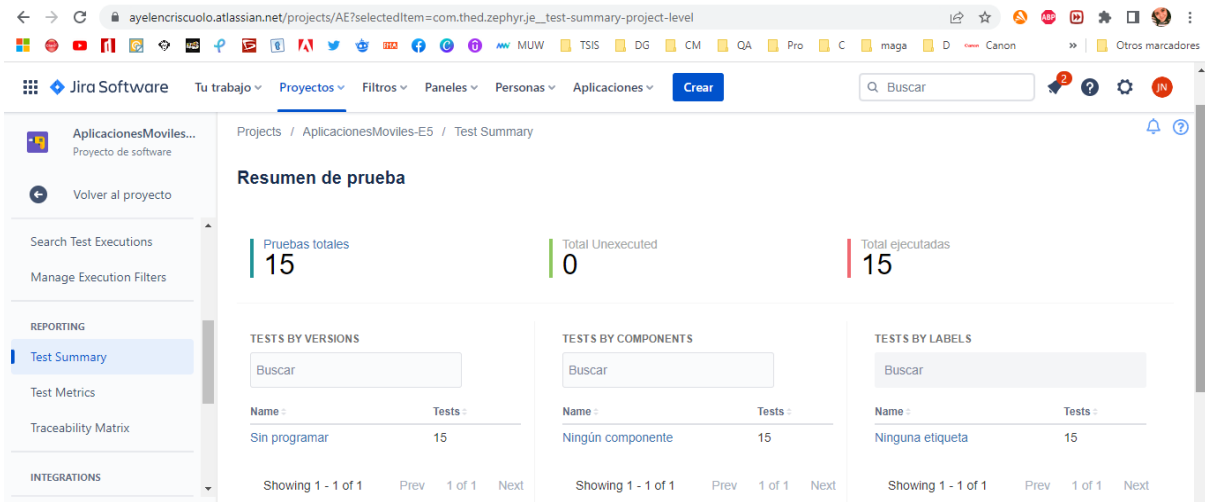 ayelencriscuolo.atlassian.net/projects/AE?selectedItem=com.thed.zephyr.je__test-summary-project-level
MUW TSIS DG CM QA Pro C maga D Canon » Otros marcadores
Jira Software Tu trabajo Proyectos Filtros Paneles Personas Aplicaciones Crear Buscar 2 JN
AplicacionesMoviles...
Proyecto de software
Volver al proyecto
Search Test Executions
Manage Execution Filters
REPORTING
Test Summary
Test Metrics
Traceability Matrix
INTEGRATIONS
Projects / AplicacionesMoviles-E5 / Test Summary
Resumen de prueba
Pruebas totales
15
Total Unexecuted
0
Total ejecutadas
15
TESTS BY VERSIONS
Buscar
Name Tests
Sin programar 15
Showing 1 - 1 of 1 Prev 1 of 1 Next
TESTS BY COMPONENTS
Buscar
Name Tests
Ningún componente 15
Showing 1 - 1 of 1 Prev 1 of 1 Next
TESTS BY LABELS
Buscar
Name Tests
Ninguna etiqueta 15
Showing 1 - 1 of 1 Prev 1 of 1 Next